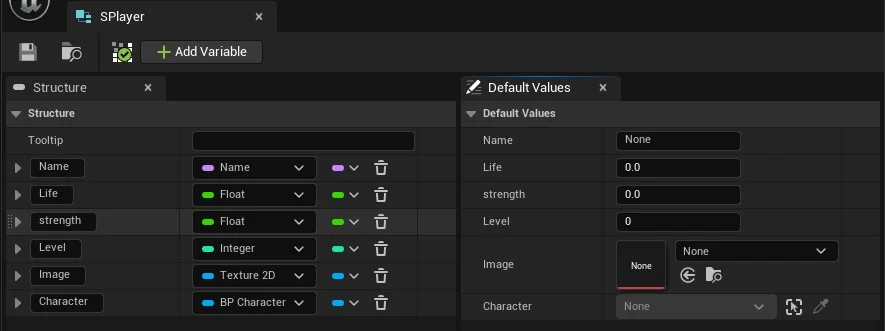 SPlayer
Add Variable
Structure
Structure
Tooltip
Name Name
Life Float
strength Float
Level Integer
Image Texture 2D
Character BP Character
Default Values
Default Values
Name None
Life 0.0
strength 0.0
Level 0
Image None None
Character None